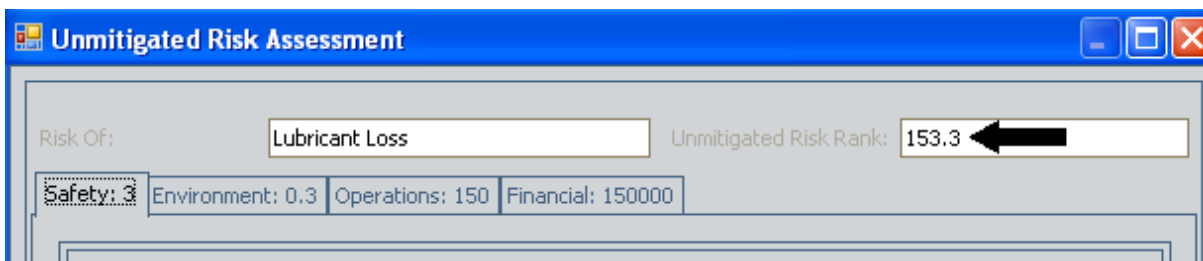 Unmitigated Risk Assessment
Risk Of: Lubricant Loss Unmitigated Risk Rank: 153.3
Safety: 3 Environment: 0.3 Operations: 150 Financial: 150000